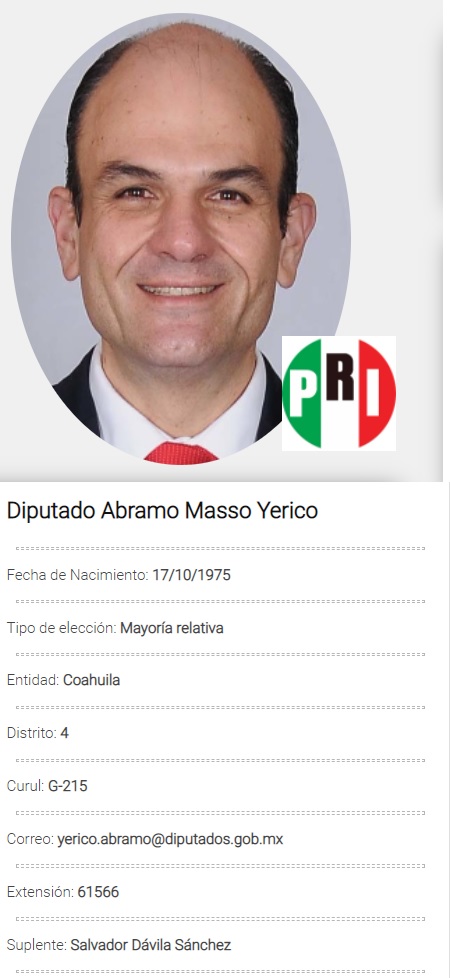 PRI
Diputado Abramo Masso Yerico
Fecha de Nacimiento: 17/10/1975
Tipo de elección: Mayoría relativa
Entidad: Coahuila
Distrito: 4
Curul: G-215
Correo: yerico.abramo@diputados.gob.mx
Extensión: 61566
Suplente: Salvador Dávila Sánchez